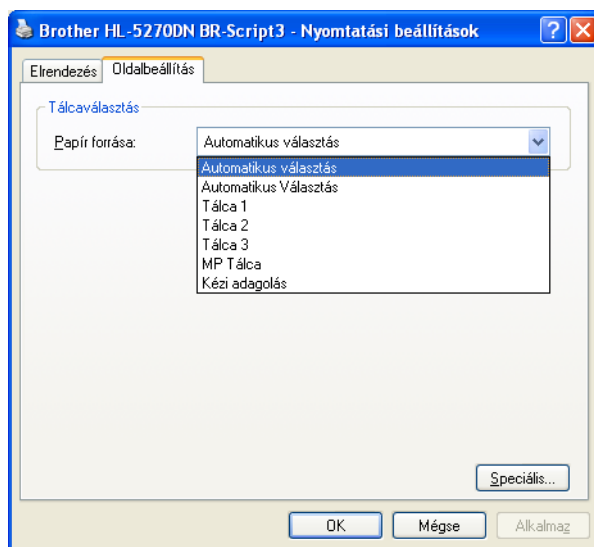 Brother HL-5270DN BR-Script3 - Nyomtatási beállítások
Elrendezés Oldalbeállítás
Tálcaválasztás
Papír forrása: Automatikus választás
Automatikus választás
Automatikus Választás
Tálca 1
Tálca 2
Tálca 3
MP Tálca
Kézi adagolás
Speciális...
OK Mégse Alkalmaz